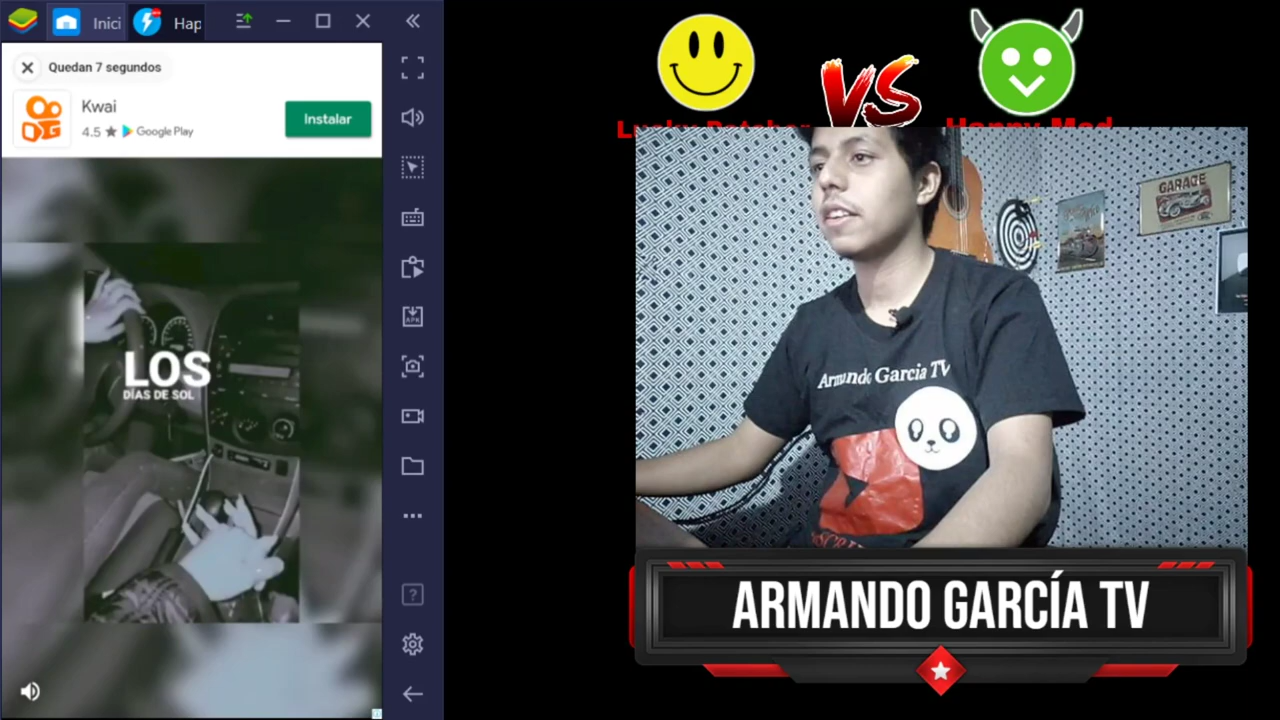 Inici
Hap
Quedan 7 segundos
Kwai
4.5 ★ Google Play
Instalar
LOS
DÍAS DE SOL
APK
VS
GARAGE
Armando Garcia TV
ARMANDO GARCÍA TV